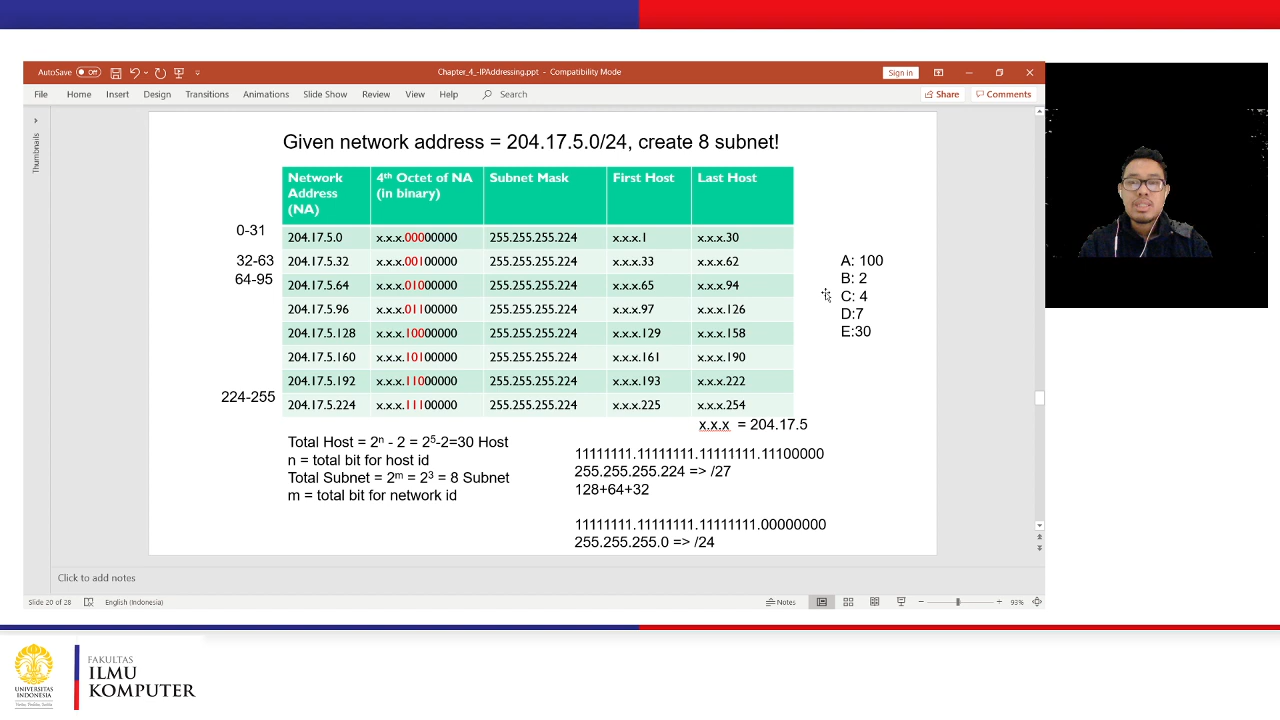 AutoSave Off
Chapter_4_-IPAddressing.ppt - Compatibility Mode
Sign in
File Home Insert Design Transitions Animations Slide Show Review View Help Search
Share Comments
Thumbnails
Given network address = 204.17.5.0/24, create 8 subnet!
Network Address (NA) 4th Octet of NA (in binary) Subnet Mask First Host Last Host
0-31
204.17.5.0 x.x.x.00000000 255.255.255.224 x.x.x.1 x.x.x.30
32-63
204.17.5.32 x.x.x.00100000 255.255.255.224 x.x.x.33 x.x.x.62
64-95
204.17.5.64 x.x.x.01000000 255.255.255.224 x.x.x.65 x.x.x.94
204.17.5.96 x.x.x.01100000 255.255.255.224 x.x.x.97 x.x.x.126
204.17.5.128 x.x.x.10000000 255.255.255.224 x.x.x.129 x.x.x.158
204.17.5.160 x.x.x.10100000 255.255.255.224 x.x.x.161 x.x.x.190
204.17.5.192 x.x.x.11000000 255.255.255.224 x.x.x.193 x.x.x.222
224-255
204.17.5.224 x.x.x.11100000 255.255.255.224 x.x.x.225 x.x.x.254
A: 100
B: 2
C: 4
D:7
E:30
x.x.x = 204.17.5
Total Host = 2ⁿ - 2 = 2⁵-2=30 Host
n = total bit for host id
Total Subnet = 2ᵐ = 2³ = 8 Subnet
m = total bit for network id
11111111.11111111.11111111.11100000
255.255.255.224 => /27
128+64+32
11111111.11111111.11111111.00000000
255.255.255.0 => /24
Click to add notes
Slide 20 of 28 English (Indonesia) Notes 93%
UNIVERSITAS
INDONESIA
FAKULTAS
ILMU
KOMPUTER